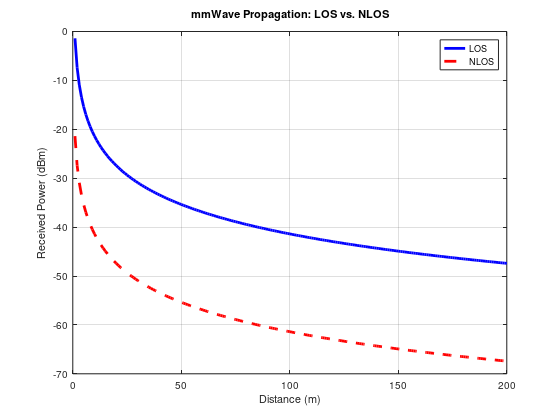 mmWave Propagation: LOS vs. NLOS
LOS
NLOS
Received Power (dBm)
0
-10
-20
-30
-40
-50
-60
-70
0
50
100
150
200
Distance (m)